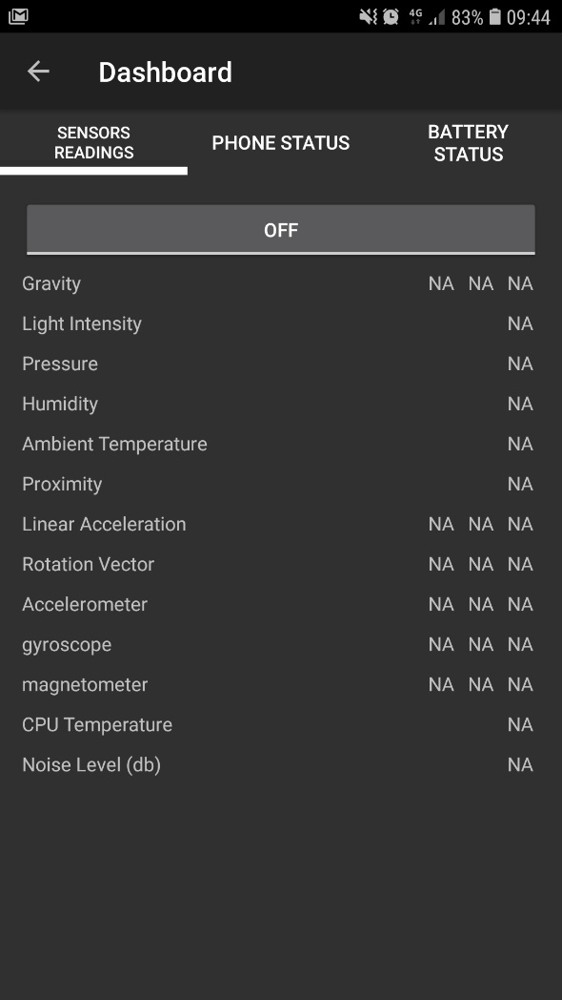 4G 83% 09:44
Dashboard
SENSORS
READINGS
PHONE STATUS
BATTERY
STATUS
OFF
Gravity NA NA NA
Light Intensity NA
Pressure NA
Humidity NA
Ambient Temperature NA
Proximity NA
Linear Acceleration NA NA NA
Rotation Vector NA NA NA
Accelerometer NA NA NA
gyroscope NA NA NA
magnetometer NA NA NA
CPU Temperature NA
Noise Level (db) NA